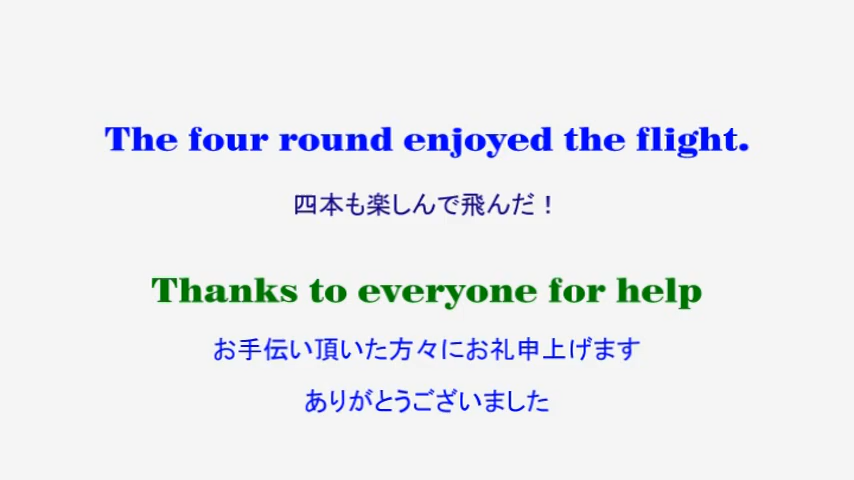 The four round enjoyed the flight.
四本も楽しんで飛んだ！
Thanks to everyone for help
お手伝い頂いた方々にお礼申上げます
ありがとうございました